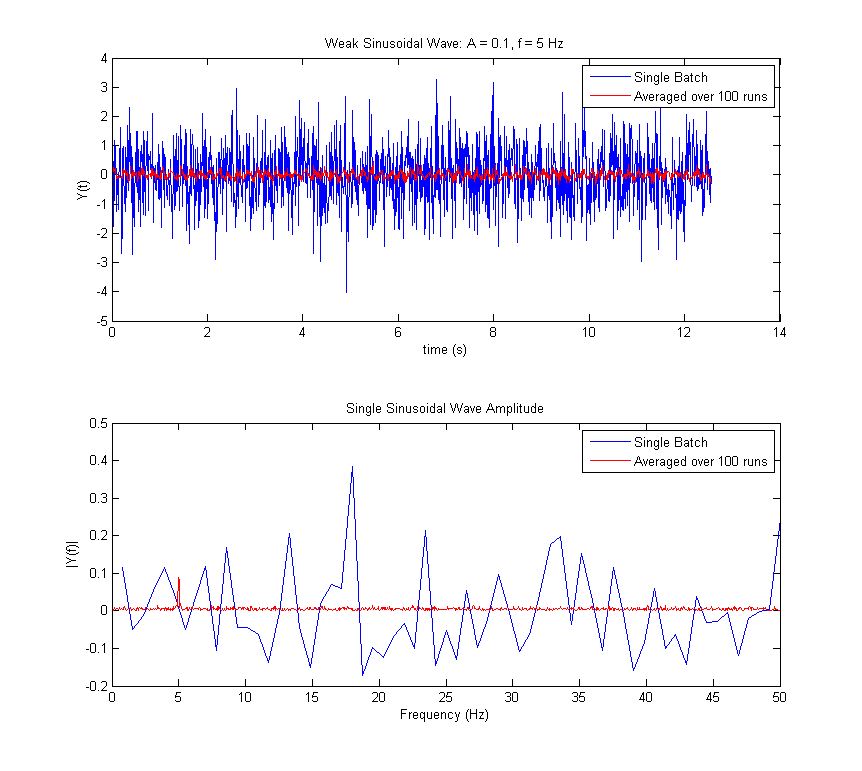 Weak Sinusoidal Wave: A = 0.1, f = 5 Hz
Single Batch
Averaged over 100 runs
4
3
2
1
0
-1
-2
-3
-4
-5
Y(t)
0 2 4 6 8 10 12 14
time (s)
Single Sinusoidal Wave Amplitude
Single Batch
Averaged over 100 runs
0.5
0.4
0.3
0.2
0.1
0
-0.1
-0.2
|Y(f)|
0 5 10 15 20 25 30 35 40 45 50
Frequency (Hz)